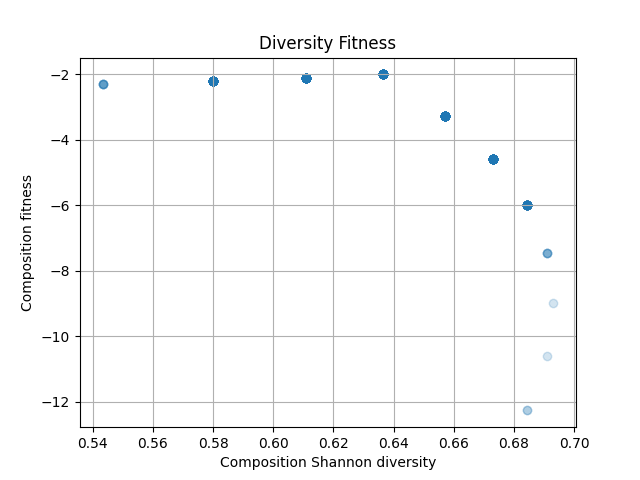 Diversity Fitness
Composition fitness
−2
−4
−6
−8
−10
−12
0.54 0.56 0.58 0.60 0.62 0.64 0.66 0.68 0.70
Composition Shannon diversity